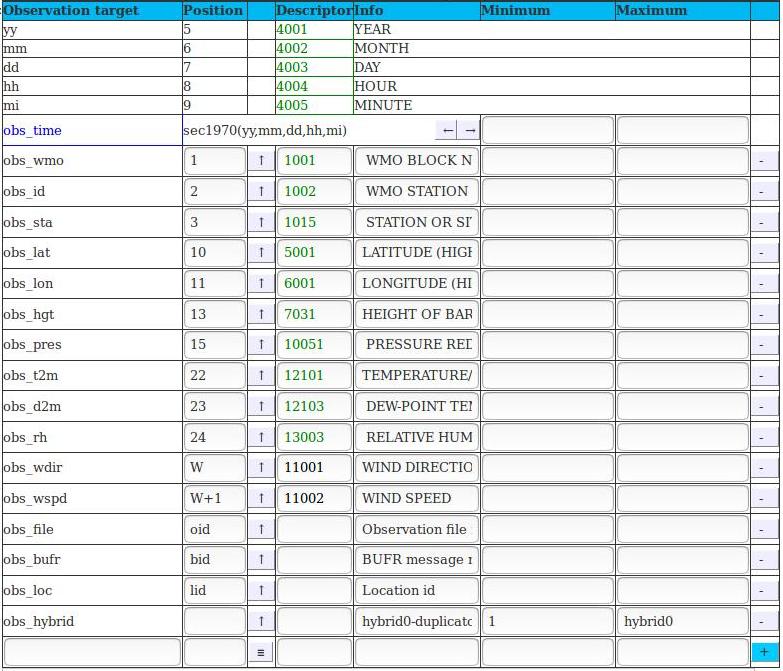 Observation target Position Descriptor Info Minimum Maximum
yy 5 4001 YEAR
mm 6 4002 MONTH
dd 7 4003 DAY
hh 8 4004 HOUR
mi 9 4005 MINUTE
obs_time sec1970(yy,mm,dd,hh,mi) ← →
obs_wmo 1 ↑ 1001 WMO BLOCK N -
obs_id 2 ↑ 1002 WMO STATION -
obs_sta 3 ↑ 1015 STATION OR SI -
obs_lat 10 ↑ 5001 LATITUDE (HIGH -
obs_lon 11 ↑ 6001 LONGITUDE (HI -
obs_hgt 13 ↑ 7031 HEIGHT OF BAR -
obs_pres 15 ↑ 10051 PRESSURE RED -
obs_t2m 22 ↑ 12101 TEMPERATURE/ -
obs_d2m 23 ↑ 12103 DEW-POINT TEM -
obs_rh 24 ↑ 13003 RELATIVE HUM -
obs_wdir W ↑ 11001 WIND DIRECTIO -
obs_wspd W+1 ↑ 11002 WIND SPEED -
obs_file oid ↑ Observation file -
obs_bufr bid ↑ BUFR message -
obs_loc lid ↑ Location id -
obs_hybrid ↑ hybrid0-duplicato 1 hybrid0 -
≡ +